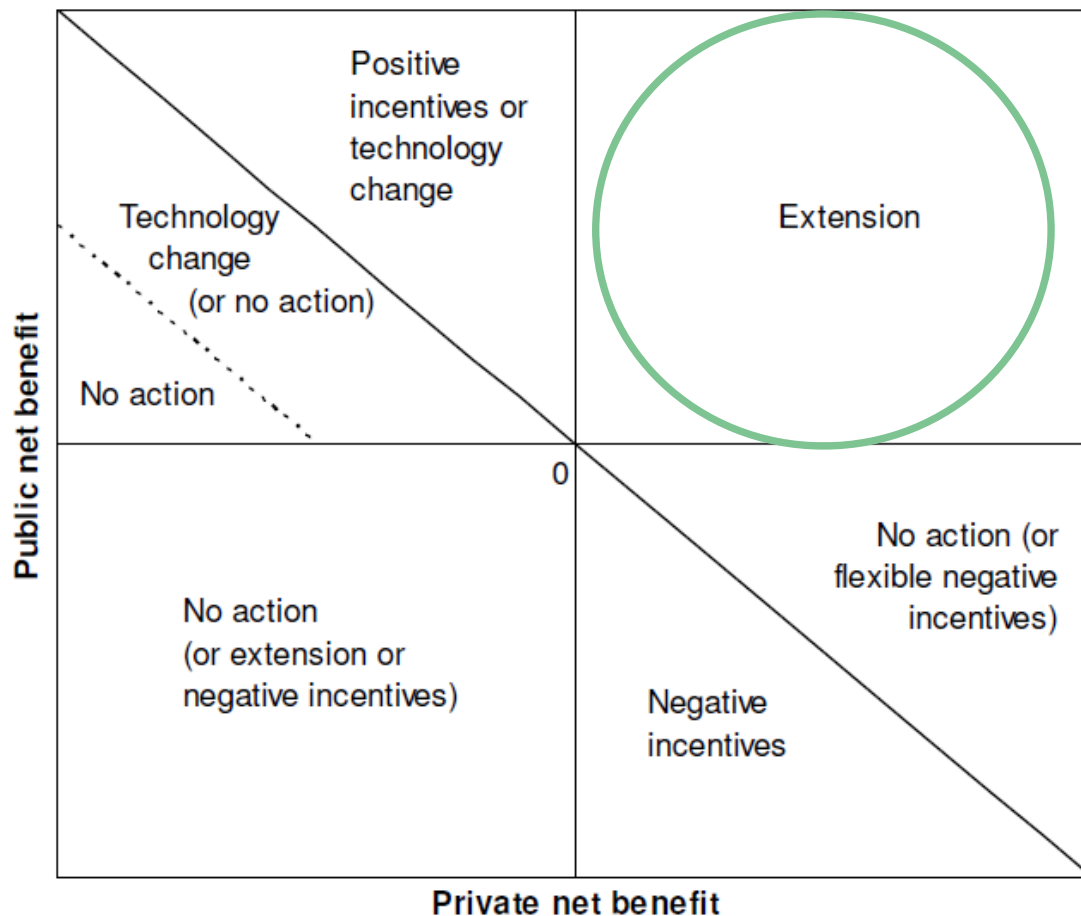 Positive
incentives or
technology
change
Technology
change
(or no action)
No action
Extension
Public net benefit
0
No action
(or extension or
negative incentives)
No action (or
flexible negative
incentives)
Negative
incentives
Private net benefit